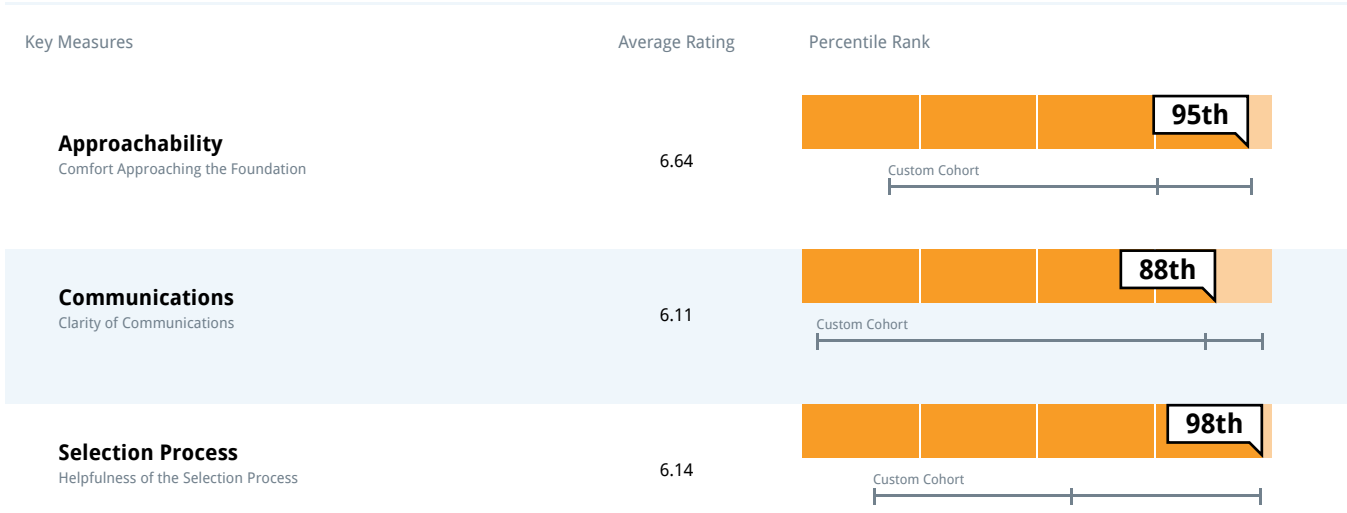 Key Measures Average Rating Percentile Rank
95th
Approachability
Comfort Approaching the Foundation
6.64
Custom Cohort
88th
Communications
Clarity of Communications
6.11
Custom Cohort
98th
Selection Process
Helpfulness of the Selection Process
6.14
Custom Cohort